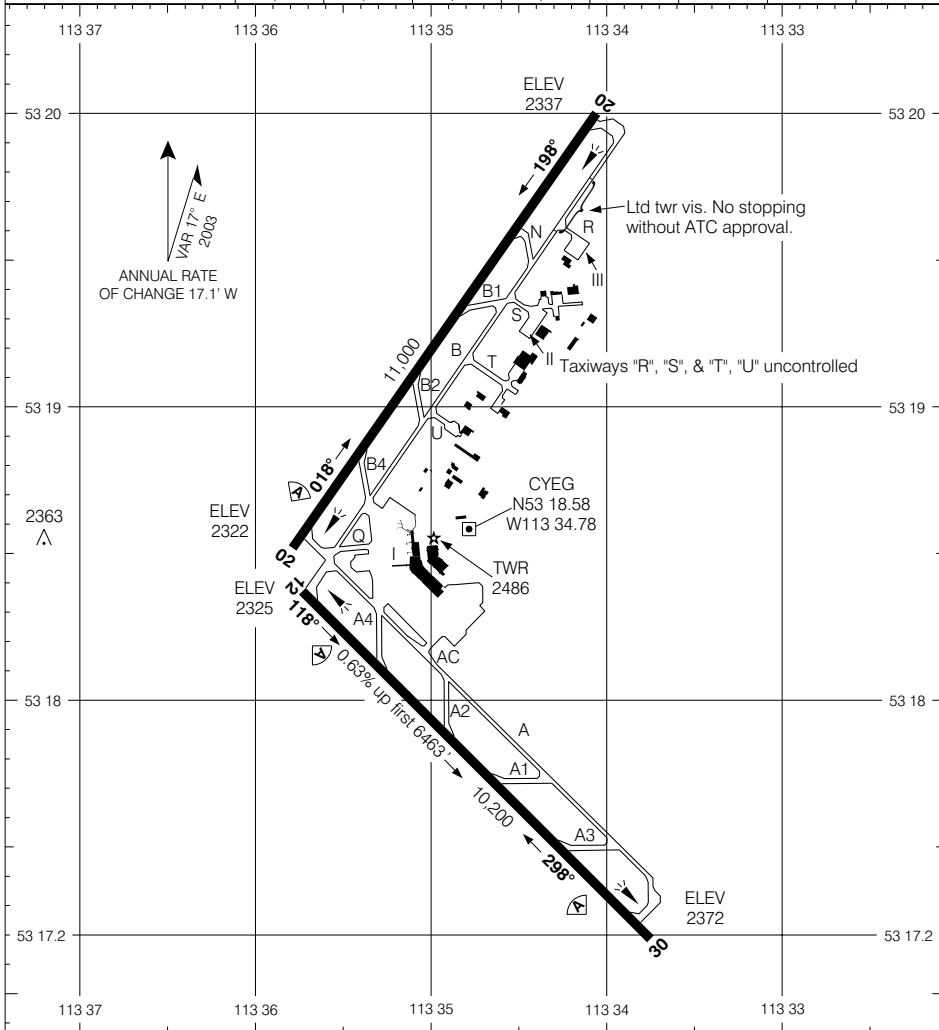 113 37
113 36
113 35
113 34
113 33
ELEV
2337
20
53 20
53 20
198°
VAR 17° E
2003
ANNUAL RATE
OF CHANGE 17.1' W
Ltd twr vis. No stopping
without ATC approval.
R
N
III
B1
S
11,000
B
T
II
Taxiways "R", "S", & "T", "U" uncontrolled
B2
53 19
53 19
U
018°
B4
A
CYEG
N53 18.58
W113 34.78
ELEV
2322
2363
Q
02
I
TWR
2486
12
ELEV
2325
118°
A4
A
AC
0.63% up first 6463'
53 18
53 18
A2
A
A1
10,200
A3
298°
A
ELEV
2372
53 17.2
53 17.2
30
113 37
113 36
113 35
113 34
113 33